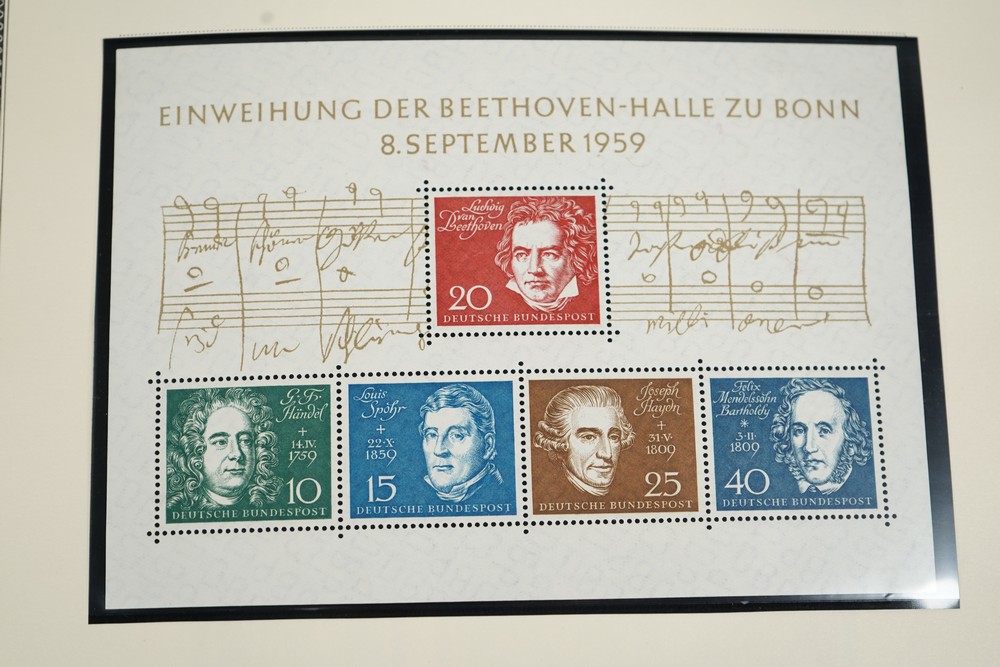 EINWEIHUNG DER BEETHOVEN-HALLE ZU BONN
8. SEPTEMBER 1959
Ludwig
van
Beethoven
20
DEUTSCHE BUNDESPOST
G. Fr.
Händel
+
14.IV.
1759
10
DEUTSCHE BUNDESPOST
Louis
Spohr
+
22.X.
1859
15
DEUTSCHE BUNDESPOST
Joseph
Haydn
+
31.V.
1809
25
DEUTSCHE BUNDESPOST
Felix
Mendelssohn
Bartholdy
*
3.II.
1809
40
DEUTSCHE BUNDESPOST